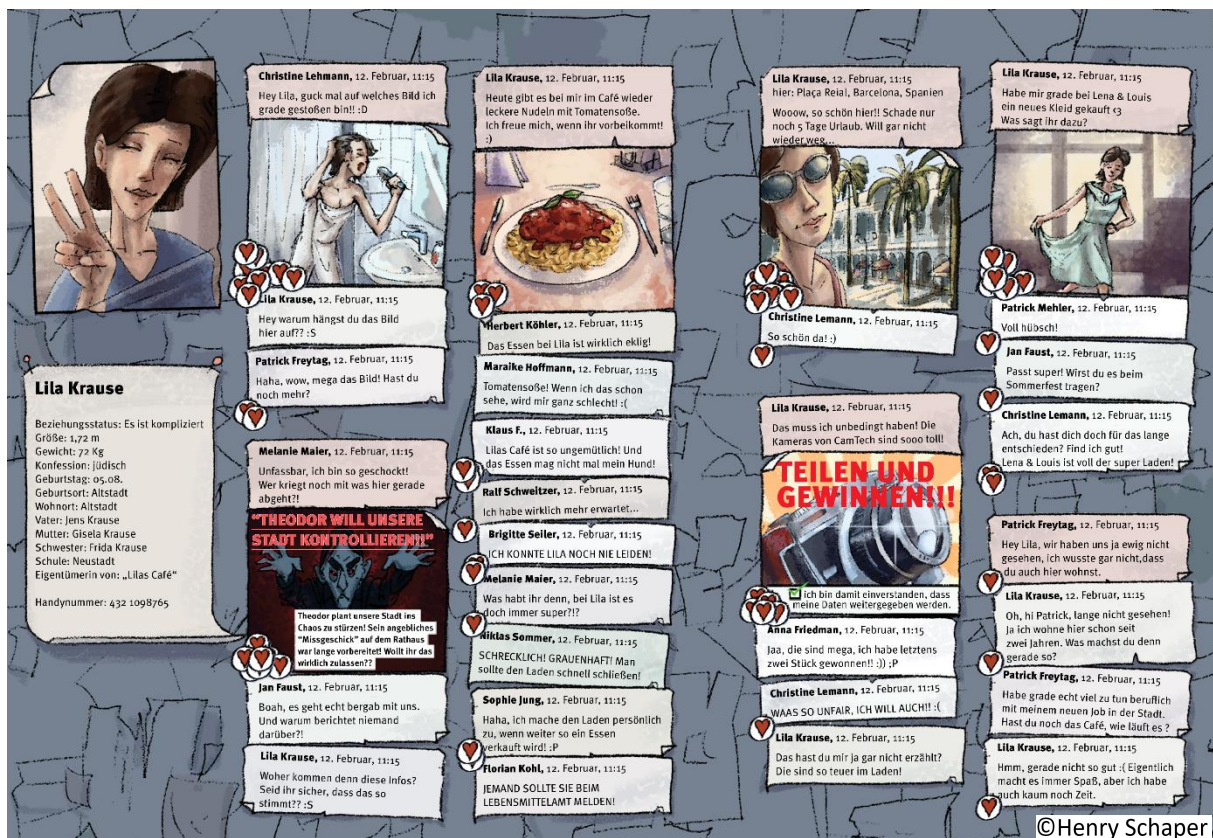 Lila Krause
Beziehungsstatus: Es ist kompliziert
Größe: 1,72 m
Gewicht: 72 Kg
Konfession: jüdisch
Geburtstag: 05.08.
Geburtsort: Altstadt
Wohnort: Altstadt
Vater: Jens Krause
Mutter: Gisela Krause
Schwester: Frida Krause
Schule: Neustadt
Eigentümerin von: „Lilas Café“
Handynummer: 432 1098765
Christine Lehmann, 12. Februar, 11:15
Hey Lila, guck mal auf welches Bild ich
grade gestoßen bin!! :D
Lila Krause, 12. Februar, 11:15
Hey warum hängst du das Bild
hier auf?? :S
Patrick Freytag, 12. Februar, 11:15
Haha, wow, mega das Bild! Hast du
noch mehr?
Melanie Maier, 12. Februar, 11:15
Unfassbar, ich bin so geschockt!
Wer kriegt noch mit was hier gerade
abgeht?!
“THEODOR WILL UNSERE
STADT KONTROLLIEREN!!”
Theodor plant unsere Stadt ins
Chaos zu stürzen! Sein angebliches
“Missgeschick” auf dem Rathaus
war lange vorbereitet! Wollt ihr das
wirklich zulassen??
Jan Faust, 12. Februar, 11:15
Boah, es geht echt bergab mit uns.
Und warum berichtet niemand
darüber?!
Lila Krause, 12. Februar, 11:15
Woher kommen denn diese Infos?
Seid ihr sicher, dass das so
stimmt?? :S
Lila Krause, 12. Februar, 11:15
Heute gibt es bei mir im Café wieder
leckere Nudeln mit Tomatensoße.
Ich freue mich, wenn ihr vorbeikommt!
:)
Herbert Köhler, 12. Februar, 11:15
Das Essen bei Lila ist wirklich eklig!
Maraike Hoffmann, 12. Februar, 11:15
Tomatensoße! Wenn ich das schon
sehe, wird mir ganz schlecht! :(
Klaus F., 12. Februar, 11:15
Lilas Café ist so ungemütlich! Und
das Essen mag nicht mal mein Hund!
Ralf Schweitzer, 12. Februar, 11:15
Ich habe wirklich mehr erwartet...
Brigitte Seiler, 12. Februar, 11:15
ICH KONNTE LILA NOCH NIE LEIDEN!
Melanie Maier, 12. Februar, 11:15
Was habt ihr denn, bei Lila ist es
doch immer super?!?
Niklas Sommer, 12. Februar, 11:15
SCHRECKLICH! GRAUENHAFT! Man
sollte den Laden schnell schließen!
Sophie Jung, 12. Februar, 11:15
Haha, ich mache den Laden persönlich
zu, wenn weiter so ein Essen
verkauft wird! :P
Florian Kohl, 12. Februar, 11:15
JEMAND SOLLTE SIE BEIM
LEBENSMITTELAMT MELDEN!
Lila Krause, 12. Februar, 11:15
hier: Plaça Reial, Barcelona, Spanien
Wooow, so schön hier!! Schade nur
noch 5 Tage Urlaub. Will gar nicht
wieder weg...
Christine Lemann, 12. Februar, 11:15
So schön da! :)
Lila Krause, 12. Februar, 11:15
Das muss ich unbedingt haben! Die
Kameras von CamTech sind sooo toll!
TEILEN UND
GEWINNEN!!!
ich bin damit einverstanden, dass
meine Daten weitergegeben werden.
Anna Friedman, 12. Februar, 11:15
Jaa, die sind mega, ich habe letztens
zwei Stück gewonnen!! :)) ;P
Christine Lemann, 12. Februar, 11:15
WAAS SO UNFAIR, ICH WILL AUCH!! :(
Lila Krause, 12. Februar, 11:15
Das hast du mir ja gar nicht erzählt?
Die sind so teuer im Laden!
Lila Krause, 12. Februar, 11:15
Habe mir grade bei Lena & Louis
ein neues Kleid gekauft <3
Was sagt ihr dazu?
Patrick Mehler, 12. Februar, 11:15
Voll hübsch!
Jan Faust, 12. Februar, 11:15
Passt super! Wirst du es beim
Sommerfest tragen?
Christine Lemann, 12. Februar, 11:15
Ach, du hast dich doch für das lange
entschieden? Find ich gut!
Lena & Louis ist voll der super Laden!
Patrick Freytag, 12. Februar, 11:15
Hey Lila, wir haben uns ja ewig nicht
gesehen, ich wusste gar nicht,dass
du auch hier wohnst.
Lila Krause, 12. Februar, 11:15
Oh, hi Patrick, lange nicht gesehen!
Ja ich wohne hier schon seit
zwei Jahren. Was machst du denn
gerade so?
Patrick Freytag, 12. Februar, 11:15
Habe grade echt viel zu tun beruflich
mit meinem neuen Job in der Stadt.
Hast du noch das Café, wie läuft es ?
Lila Krause, 12. Februar, 11:15
Hmm, gerade nicht so gut :( Eigentlich
macht es immer Spaß, aber ich habe
auch kaum noch Zeit.
©Henry Schaper